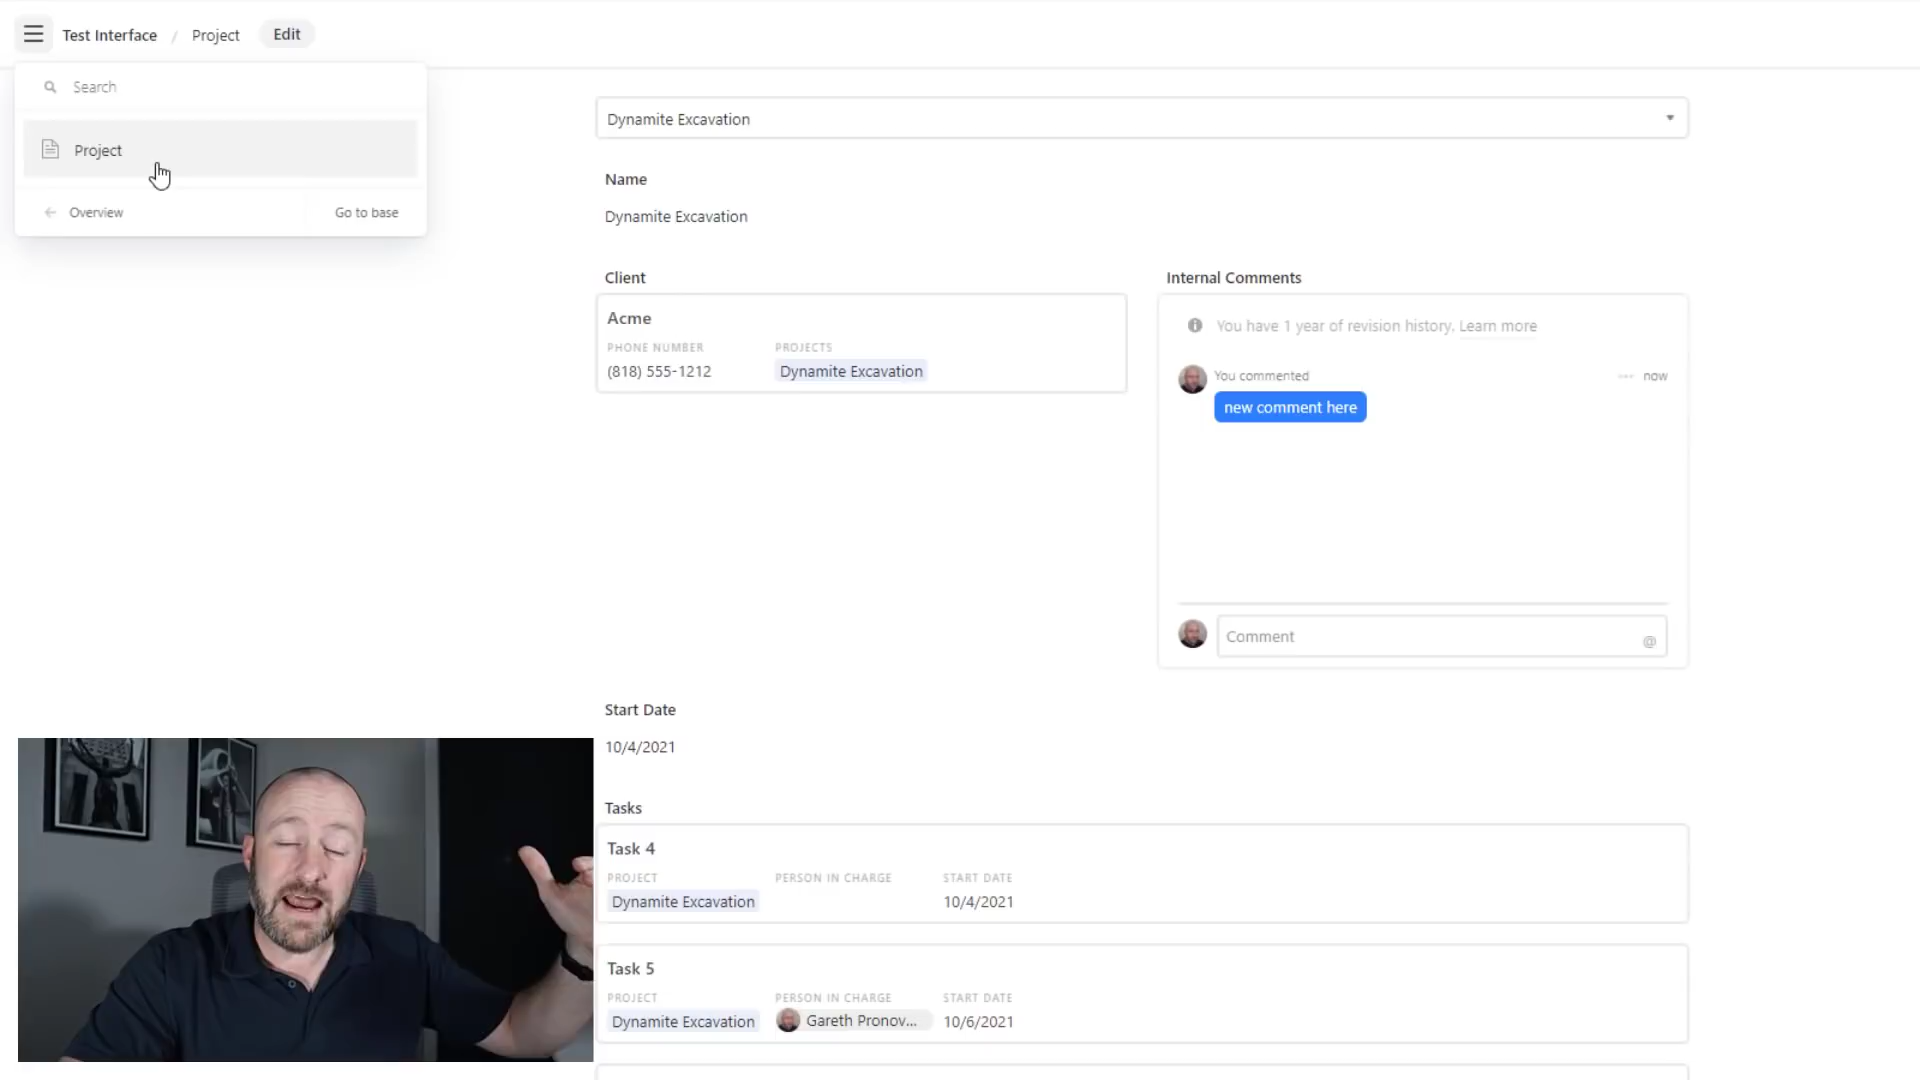 Test Interface / Project Edit
Search
Project
Overview Go to base
Dynamite Excavation
Name
Dynamite Excavation
Client
Acme
PHONE NUMBER PROJECTS
(818) 555-1212 Dynamite Excavation
Internal Comments
You have 1 year of revision history. Learn more
You commented ··· now
new comment here
Comment @
Start Date
10/4/2021
Tasks
Task 4
PROJECT PERSON IN CHARGE START DATE
Dynamite Excavation 10/4/2021
Task 5
PROJECT PERSON IN CHARGE START DATE
Dynamite Excavation Gareth Pronov... 10/6/2021